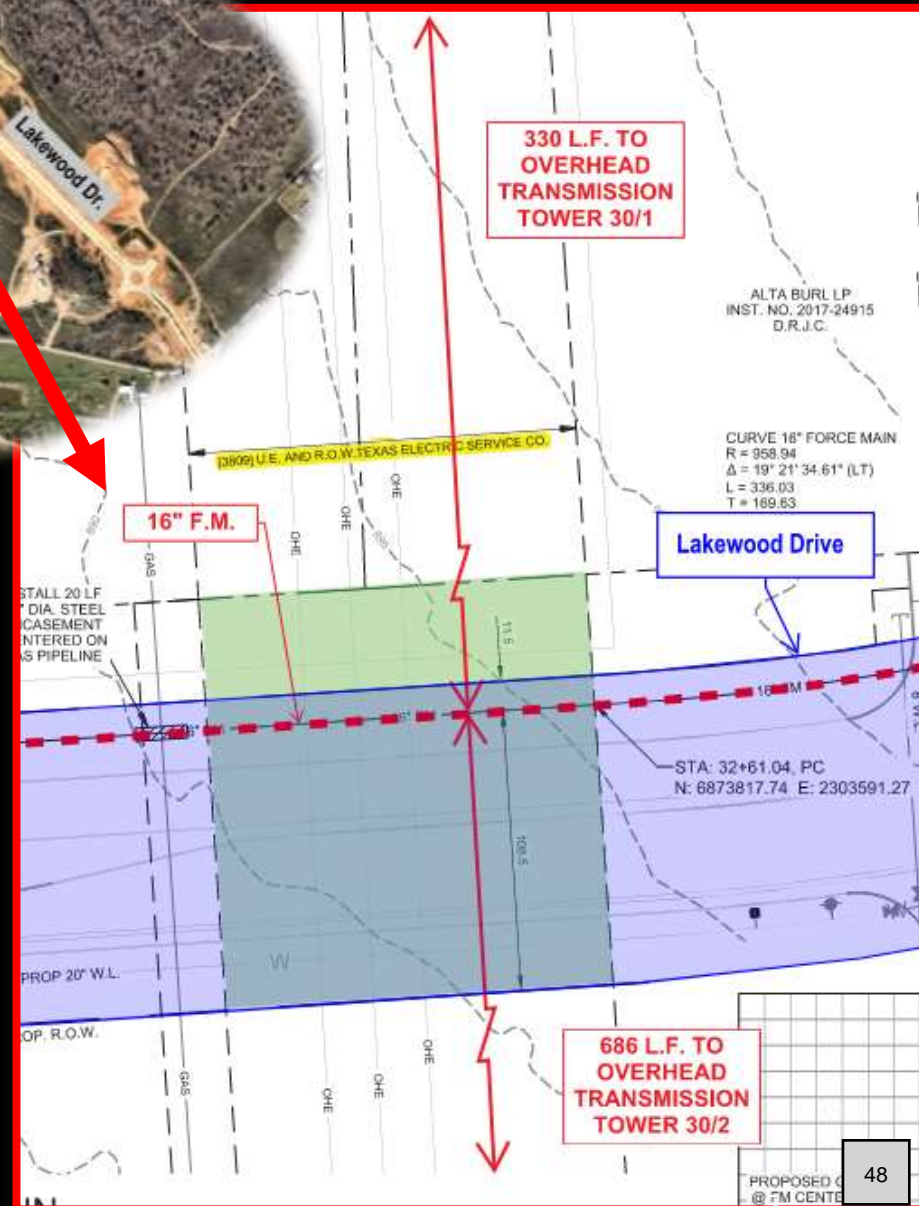 Lakewood Dr.
330 L.F. TO
OVERHEAD
TRANSMISSION
TOWER 30/1
ALTA BURL LP
INST. NO. 2017-24915
D.R.J.C.
[3809] U.E. AND R.O.W. TEXAS ELECTRIC SERVICE CO.
CURVE 16" FORCE MAIN
R = 958.94
Δ = 19° 21' 34.61" (LT)
L = 336.03
T = 169.63
OHE
OHE
OHE
16" F.M.
Lakewood Drive
GAS
STALL 20 LF
" DIA. STEEL
CASEMENT
ENTERED ON
AS PIPELINE
11.5
STA: 32+61.04, PC
N: 6873817.74 E: 2303591.27
108.5
W
PROP 20" W.L.
OP. R.O.W.
GAS
OHE
OHE
OHE
686 L.F. TO
OVERHEAD
TRANSMISSION
TOWER 30/2
PROPOSED
@ FM CENTE
48